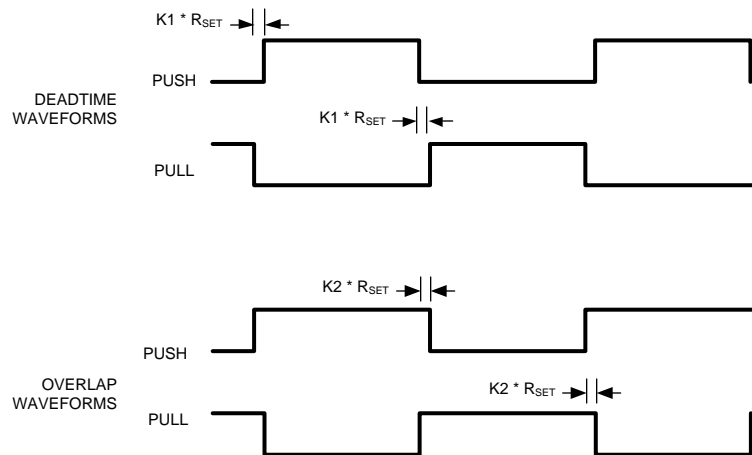 K1 * RSET
PUSH
DEADTIME
WAVEFORMS
K1 * RSET
PULL
K2 * RSET
PUSH
OVERLAP
WAVEFORMS
K2 * RSET
PULL